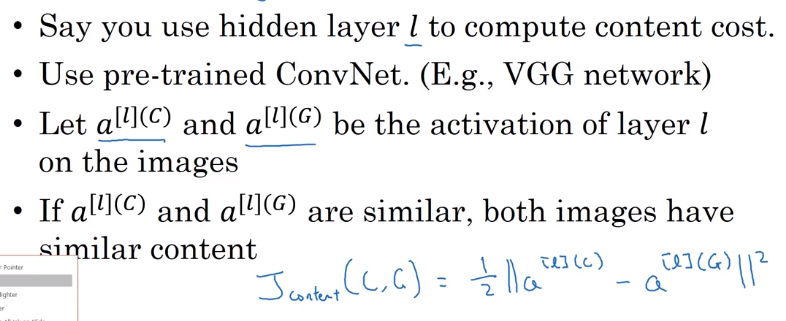 • Say you use hidden layer l to compute content cost.
• Use pre-trained ConvNet. (E.g., VGG network)
• Let a^{[l](C)} and a^{[l](G)} be the activation of layer l
on the images
• If a^{[l](C)} and a^{[l](G)} are similar, both images have
similar content
J_{content}(C,G) = \frac{1}{2} ||a^{[l](C)} - a^{[l](G)}||^2
Pointer